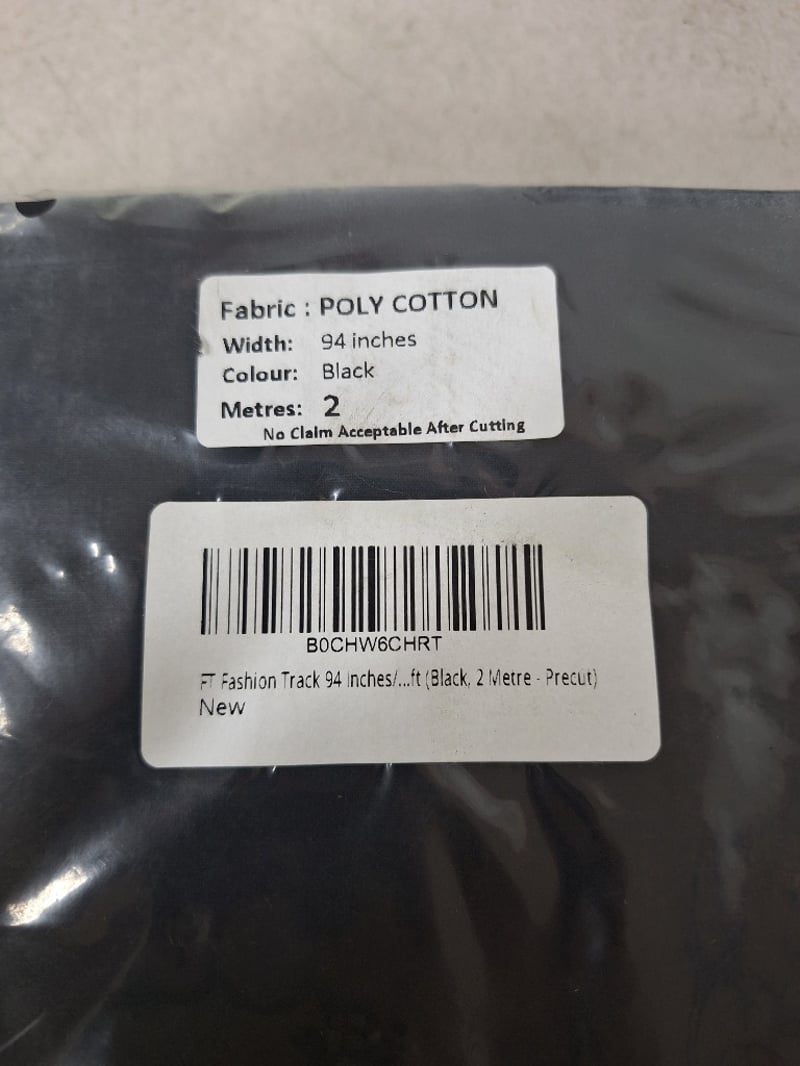 Fabric : POLY COTTON
Width: 94 inches
Colour: Black
Metres: 2
No Claim Acceptable After Cutting
B0CHW6CHRT
FT Fashion Track 94 Inches/...ft (Black, 2 Metre - Precut)
New